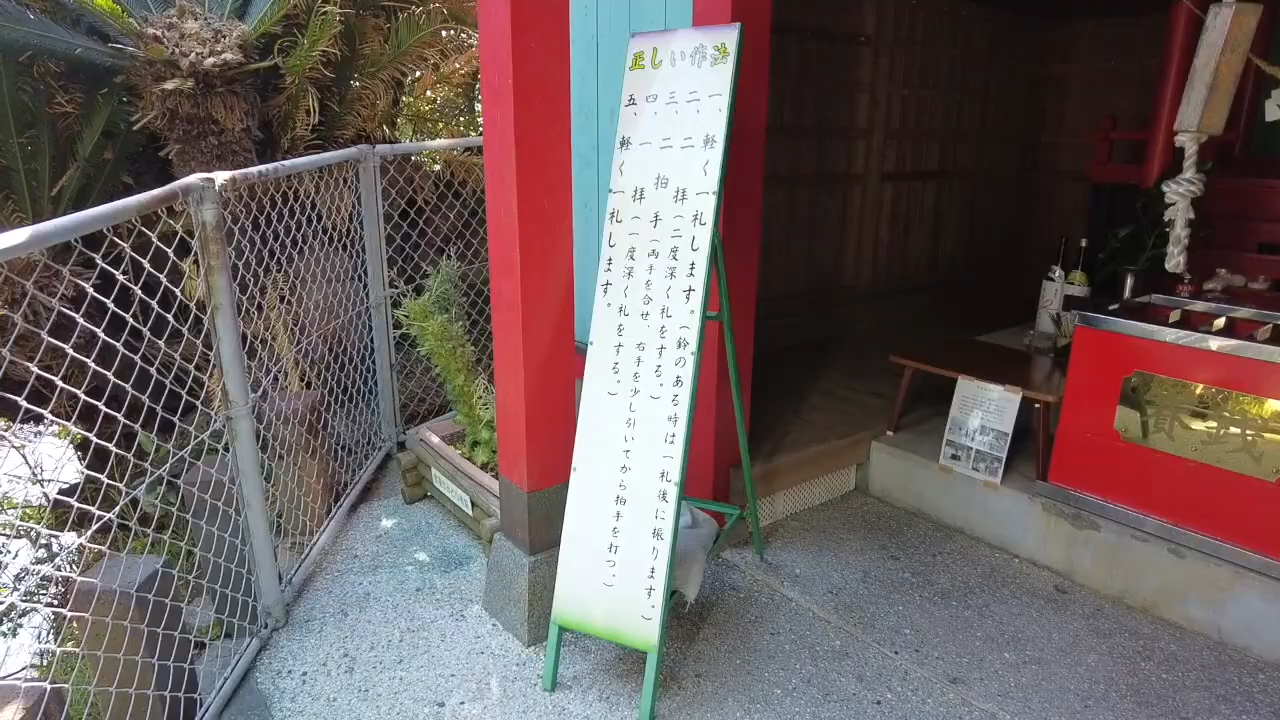 正しい作法
一、軽く一礼します。（鈴のある時は一礼後に振ります。）
二、二拝（二度深く礼をする。）
三、二拍手（両手を合せ、右手を少し引いてから拍手を打つ。）
四、一拝（一度深く礼をする。）
五、軽く一礼します。
賽銭